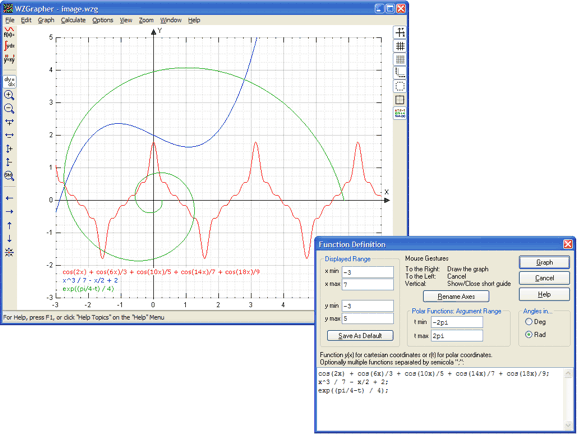 WZGrapher - image.wzg
File Edit Graph Calculate Options View Zoom Window Help
Y
X
5
4
3
2
1
0
-1
-2
-3
-3 -2 -1 0 1 2 3 4
cos(2x) + cos(6x)/3 + cos(10x)/5 + cos(14x)/7 + cos(18x)/9
x^3 / 7 - x/2 + 2
exp((pi/4-t) / 4)
For Help, press F1, or click "Help Topics" on the "Help" Menu
Function Definition
Displayed Range
x min -3
x max 7
y min -3
y max 5
Save As Default
Mouse Gestures
To the Right: Draw the graph
To the Left: Cancel
Vertical: Show/Close short guide
Rename Axes
Polar Functions: Argument Range
t min -2pi
t max 2pi
Graph
Cancel
Help
Angles in...
Deg
Rad
Function y(x) for cartesian coordinates or r(t) for polar coordinates.
Optionally multiple functions separated by semicola ";":
cos(2x) + cos(6x)/3 + cos(10x)/5 + cos(14x)/7 + cos(18x)/9;
x^3 / 7 - x/2 + 2;
exp((pi/4-t) / 4);